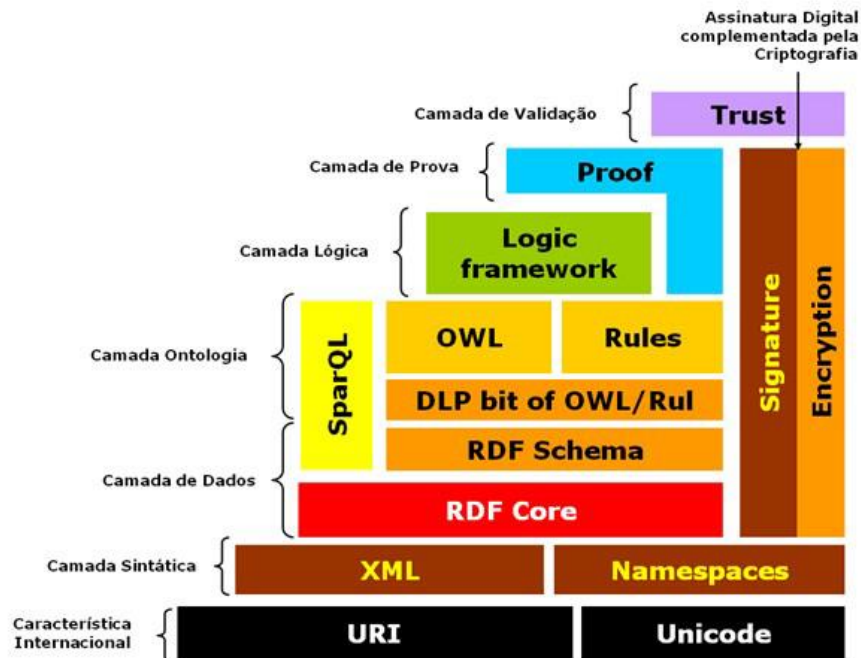 Assinatura Digital
complementada pela
Criptografia
Camada de Validação
Trust
Camada de Prova
Proof
Camada Lógica
Logic
framework
Signature
Encryption
Camada Ontologia
SparQL
OWL
Rules
DLP bit of OWL/Rul
RDF Schema
Camada de Dados
RDF Core
Camada Sintática
XML
Namespaces
Característica
Internacional
URI
Unicode